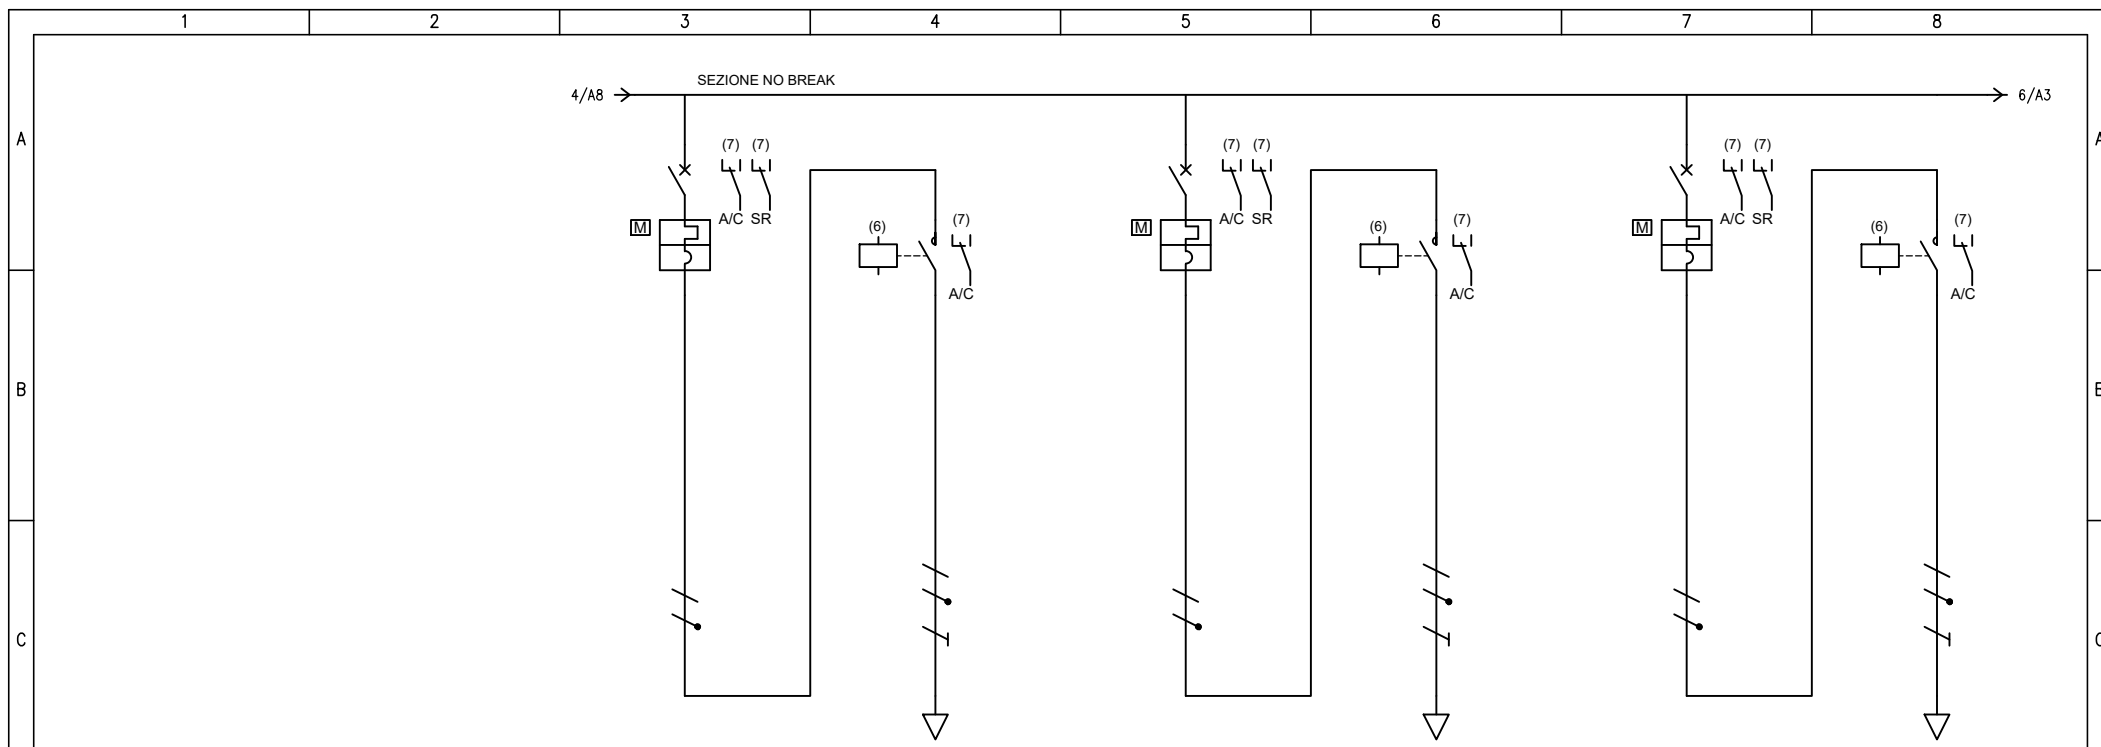 1 2 3 4 5 6 7 8
SEZIONE NO BREAK
4/A8 6/A3
A A
(7) (7) (7) (7) (7) (7)
A/C SR A/C SR A/C SR
M (6) (7) M (6) (7) M (6) (7)
A/C A/C A/C
B B
C C